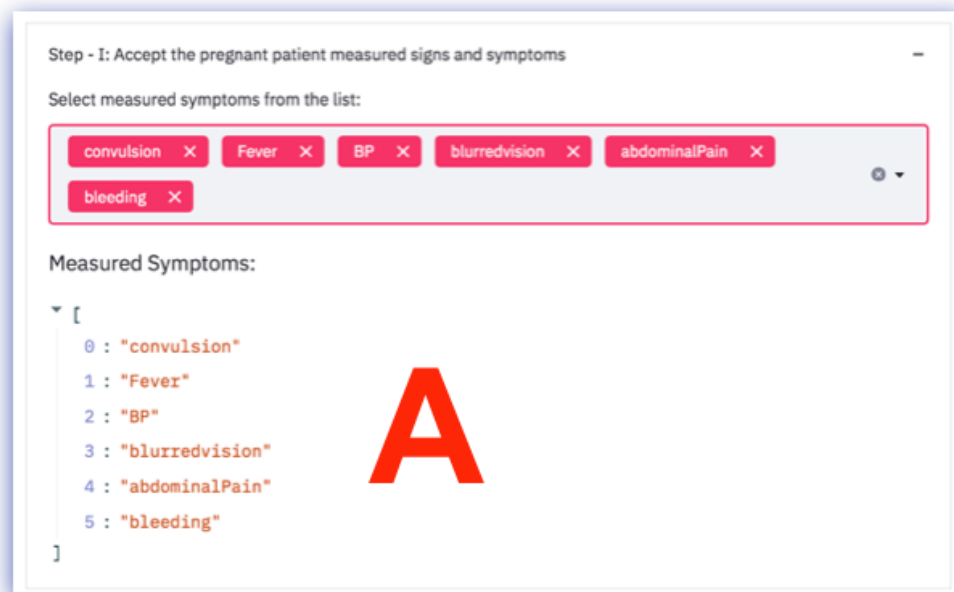 Step - I: Accept the pregnant patient measured signs and symptoms
Select measured symptoms from the list:
convulsion × Fever × BP × blurredvision × abdominalPain ×
bleeding ×
Measured Symptoms:
[
0 : "convulsion"
1 : "Fever"
2 : "BP"
3 : "blurredvision"
4 : "abdominalPain"
5 : "bleeding"
]
A